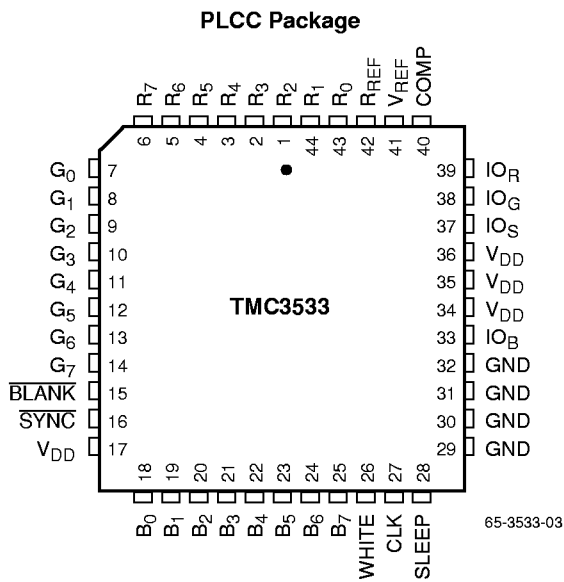 PLCC Package
R7 R6 R5 R4 R3 R2 R1 R0 RREF VREF COMP
6 5 4 3 2 1 44 43 42 41 40
G0 7 39 IOR
G1 8 38 IOG
G2 9 37 IOS
G3 10 36 VDD
G4 11 35 VDD
G5 12 34 VDD
TMC3533
G6 13 33 IOB
G7 14 32 GND
BLANK 15 31 GND
SYNC 16 30 GND
VDD 17 29 GND
18 19 20 21 22 23 24 25 26 27 28
B0 B1 B2 B3 B4 B5 B6 B7 WHITE CLK SLEEP
65-3533-03